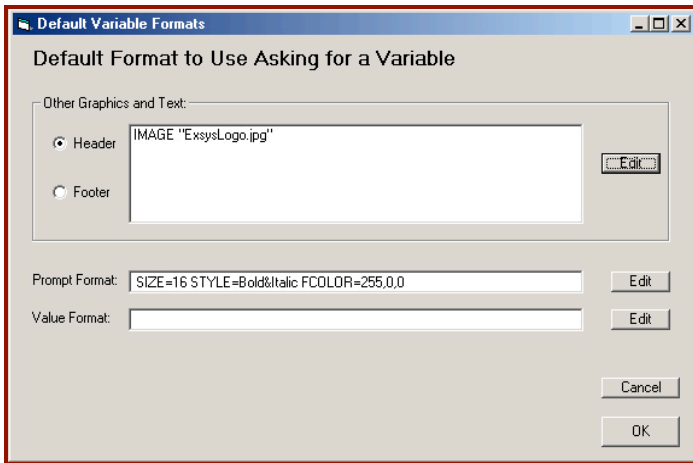 Default Variable Formats
Default Format to Use Asking for a Variable
Other Graphics and Text:
Header
IMAGE "ExsysLogo.jpg"
Edit
Footer
Prompt Format: SIZE=16 STYLE=Bold&Italic FCOLOR=255,0,0 Edit
Value Format: Edit
Cancel
OK